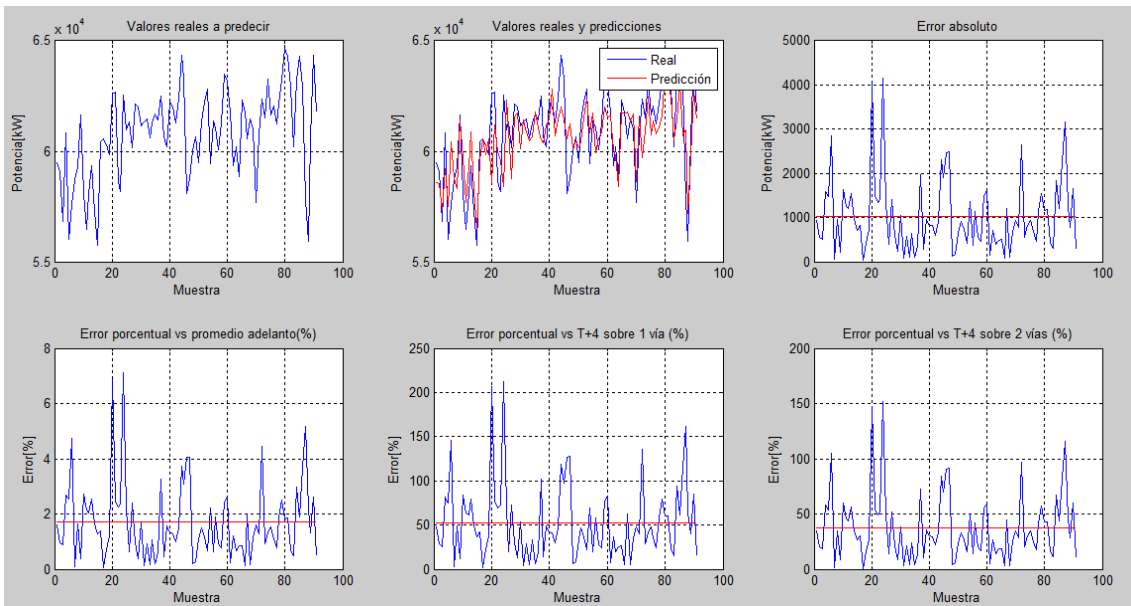 Valores reales a predecir
x 10⁴
6.5
6
5.5
Potencia[kW]
0 20 40 60 80 100
Muestra
Valores reales y predicciones
x 10⁴
6.5
6
5.5
Potencia[kW]
Real
Predicción
0 20 40 60 80 100
Muestra
Error absoluto
5000
4000
3000
2000
1000
0
Potencia[kW]
0 20 40 60 80 100
Muestra
Error porcentual vs promedio adelanto(%)
8
6
4
2
0
Error[%]
0 20 40 60 80 100
Muestra
Error porcentual vs T+4 sobre 1 vía (%)
250
200
150
100
50
0
Error[%]
0 20 40 60 80 100
Muestra
Error porcentual vs T+4 sobre 2 vías (%)
200
150
100
50
0
Error[%]
0 20 40 60 80 100
Muestra